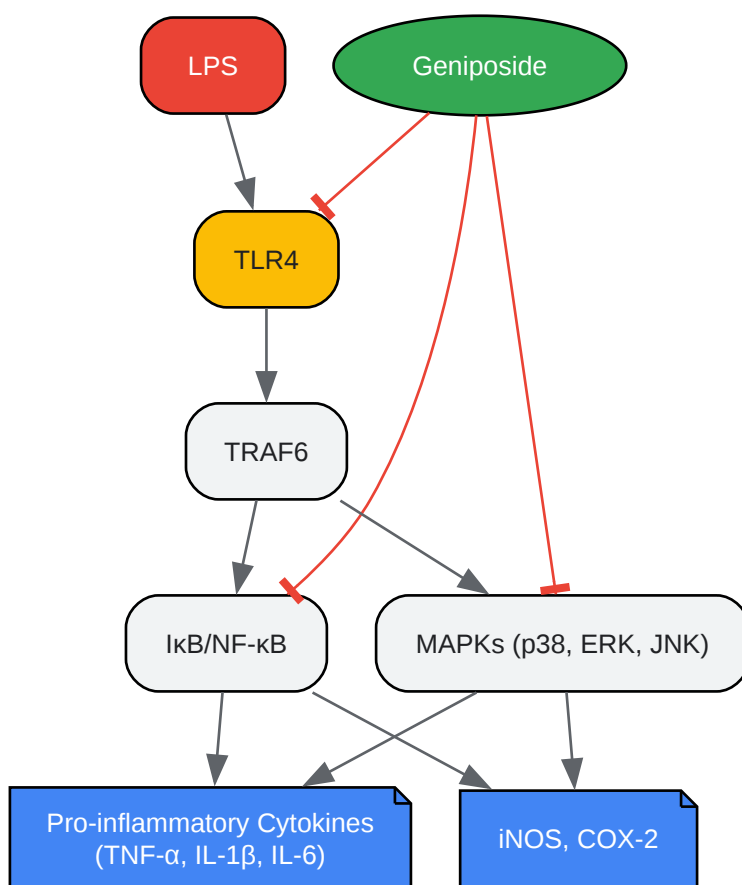 LPS
Geniposide
TLR4
TRAF6
IκB/NF-κB
MAPKs (p38, ERK, JNK)
Pro-inflammatory Cytokines
(TNF-α, IL-1β, IL-6)
iNOS, COX-2